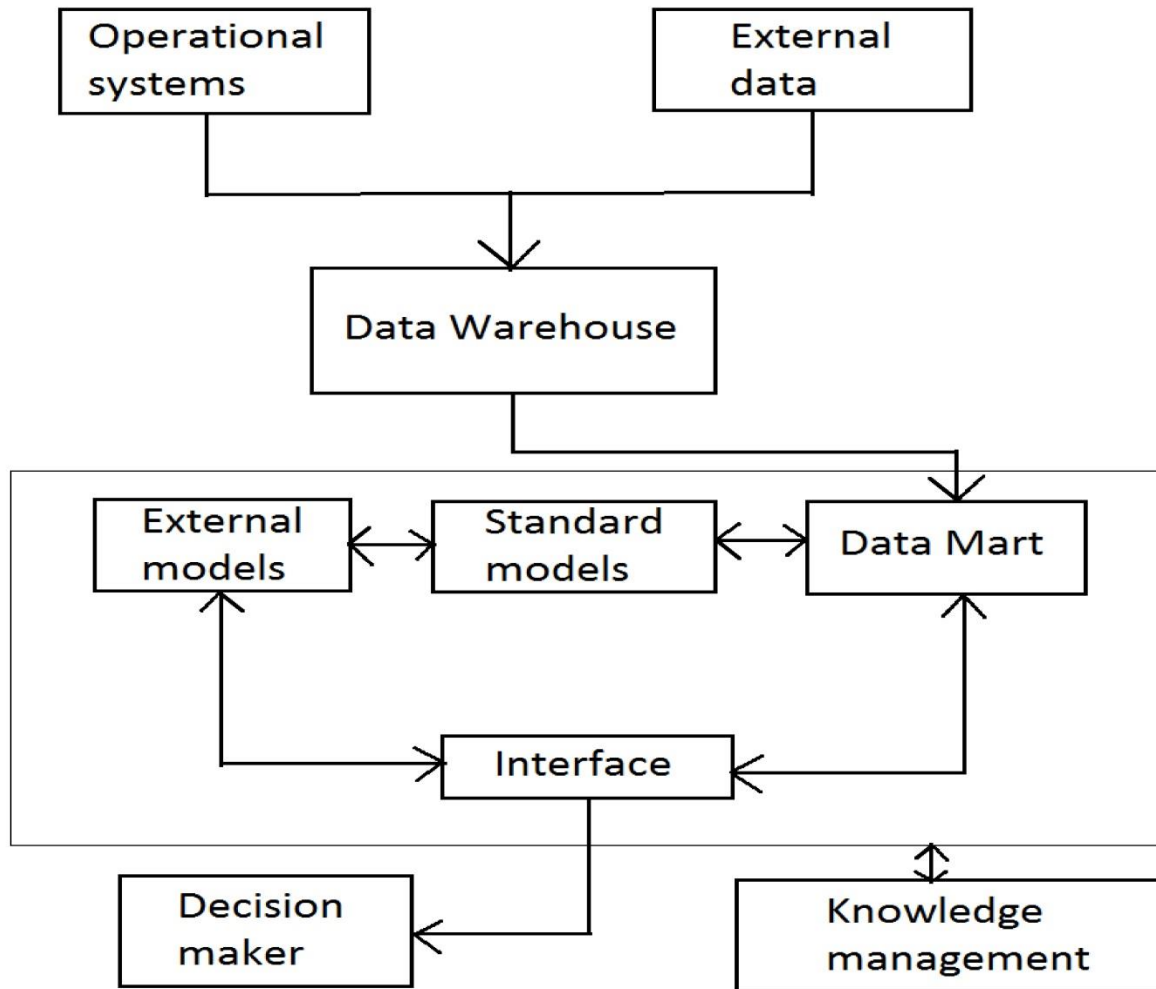 Operational
systems
External
data
Data Warehouse
External
models
Standard
models
Data Mart
Interface
Decision
maker
Knowledge
management